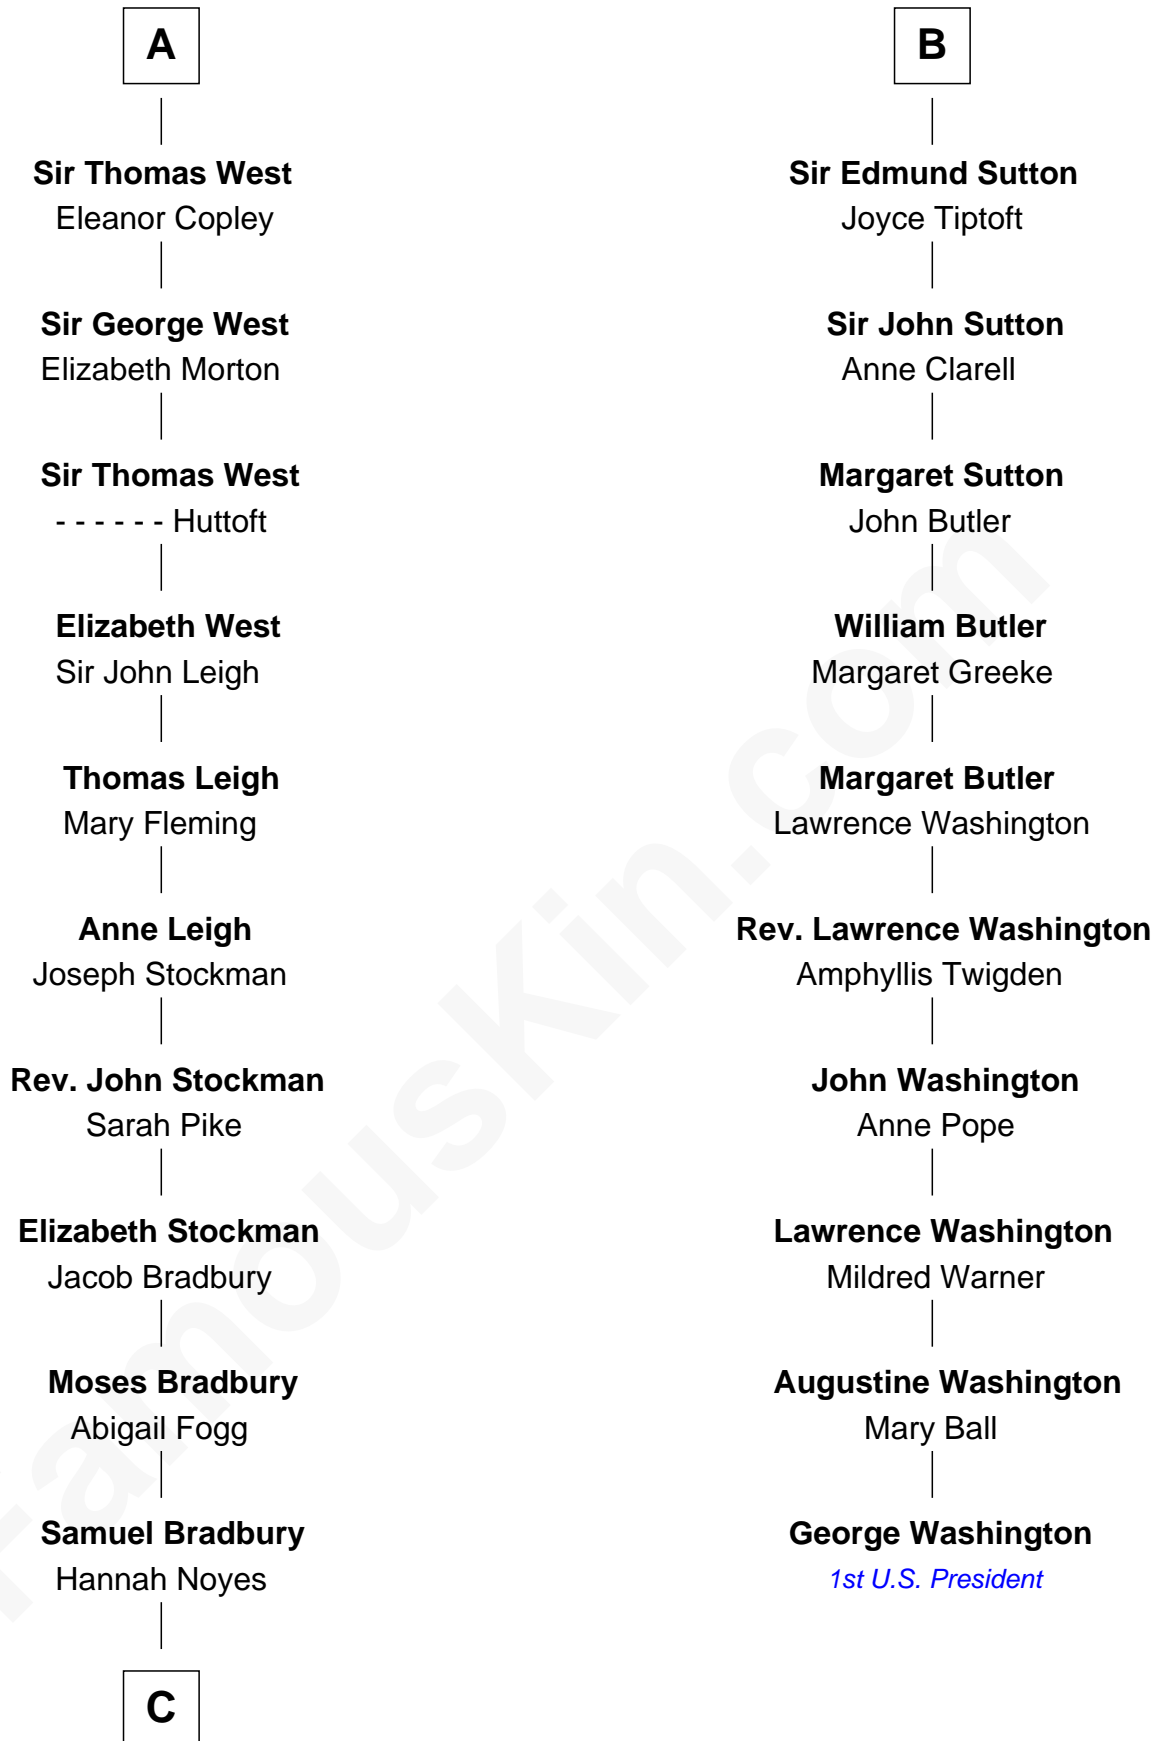 A
Sir Thomas West
Eleanor Copley
Sir George West
Elizabeth Morton
Sir Thomas West
- - - - - - Huttoft
Elizabeth West
Sir John Leigh
Thomas Leigh
Mary Fleming
Anne Leigh
Joseph Stockman
Rev. John Stockman
Sarah Pike
Elizabeth Stockman
Jacob Bradbury
Moses Bradbury
Abigail Fogg
Samuel Bradbury
Hannah Noyes
C
B
Sir Edmund Sutton
Joyce Tiptoft
Sir John Sutton
Anne Clarell
Margaret Sutton
John Butler
William Butler
Margaret Greeke
Margaret Butler
Lawrence Washington
Rev. Lawrence Washington
Amphyllis Twigden
John Washington
Anne Pope
Lawrence Washington
Mildred Warner
Augustine Washington
Mary Ball
George Washington
1st U.S. President
FamousKin.com